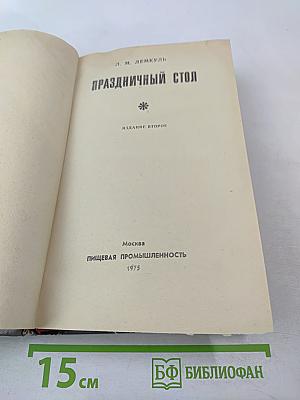 Л. М. ЛЕМКУЛЬ
ПРАЗДНИЧНЫЙ СТОЛ
ИЗДАНИЕ ВТОРОЕ
Москва
ПИЩЕВАЯ ПРОМЫШЛЕННОСТЬ
1975
15 см
БФ БИБЛИОФАН